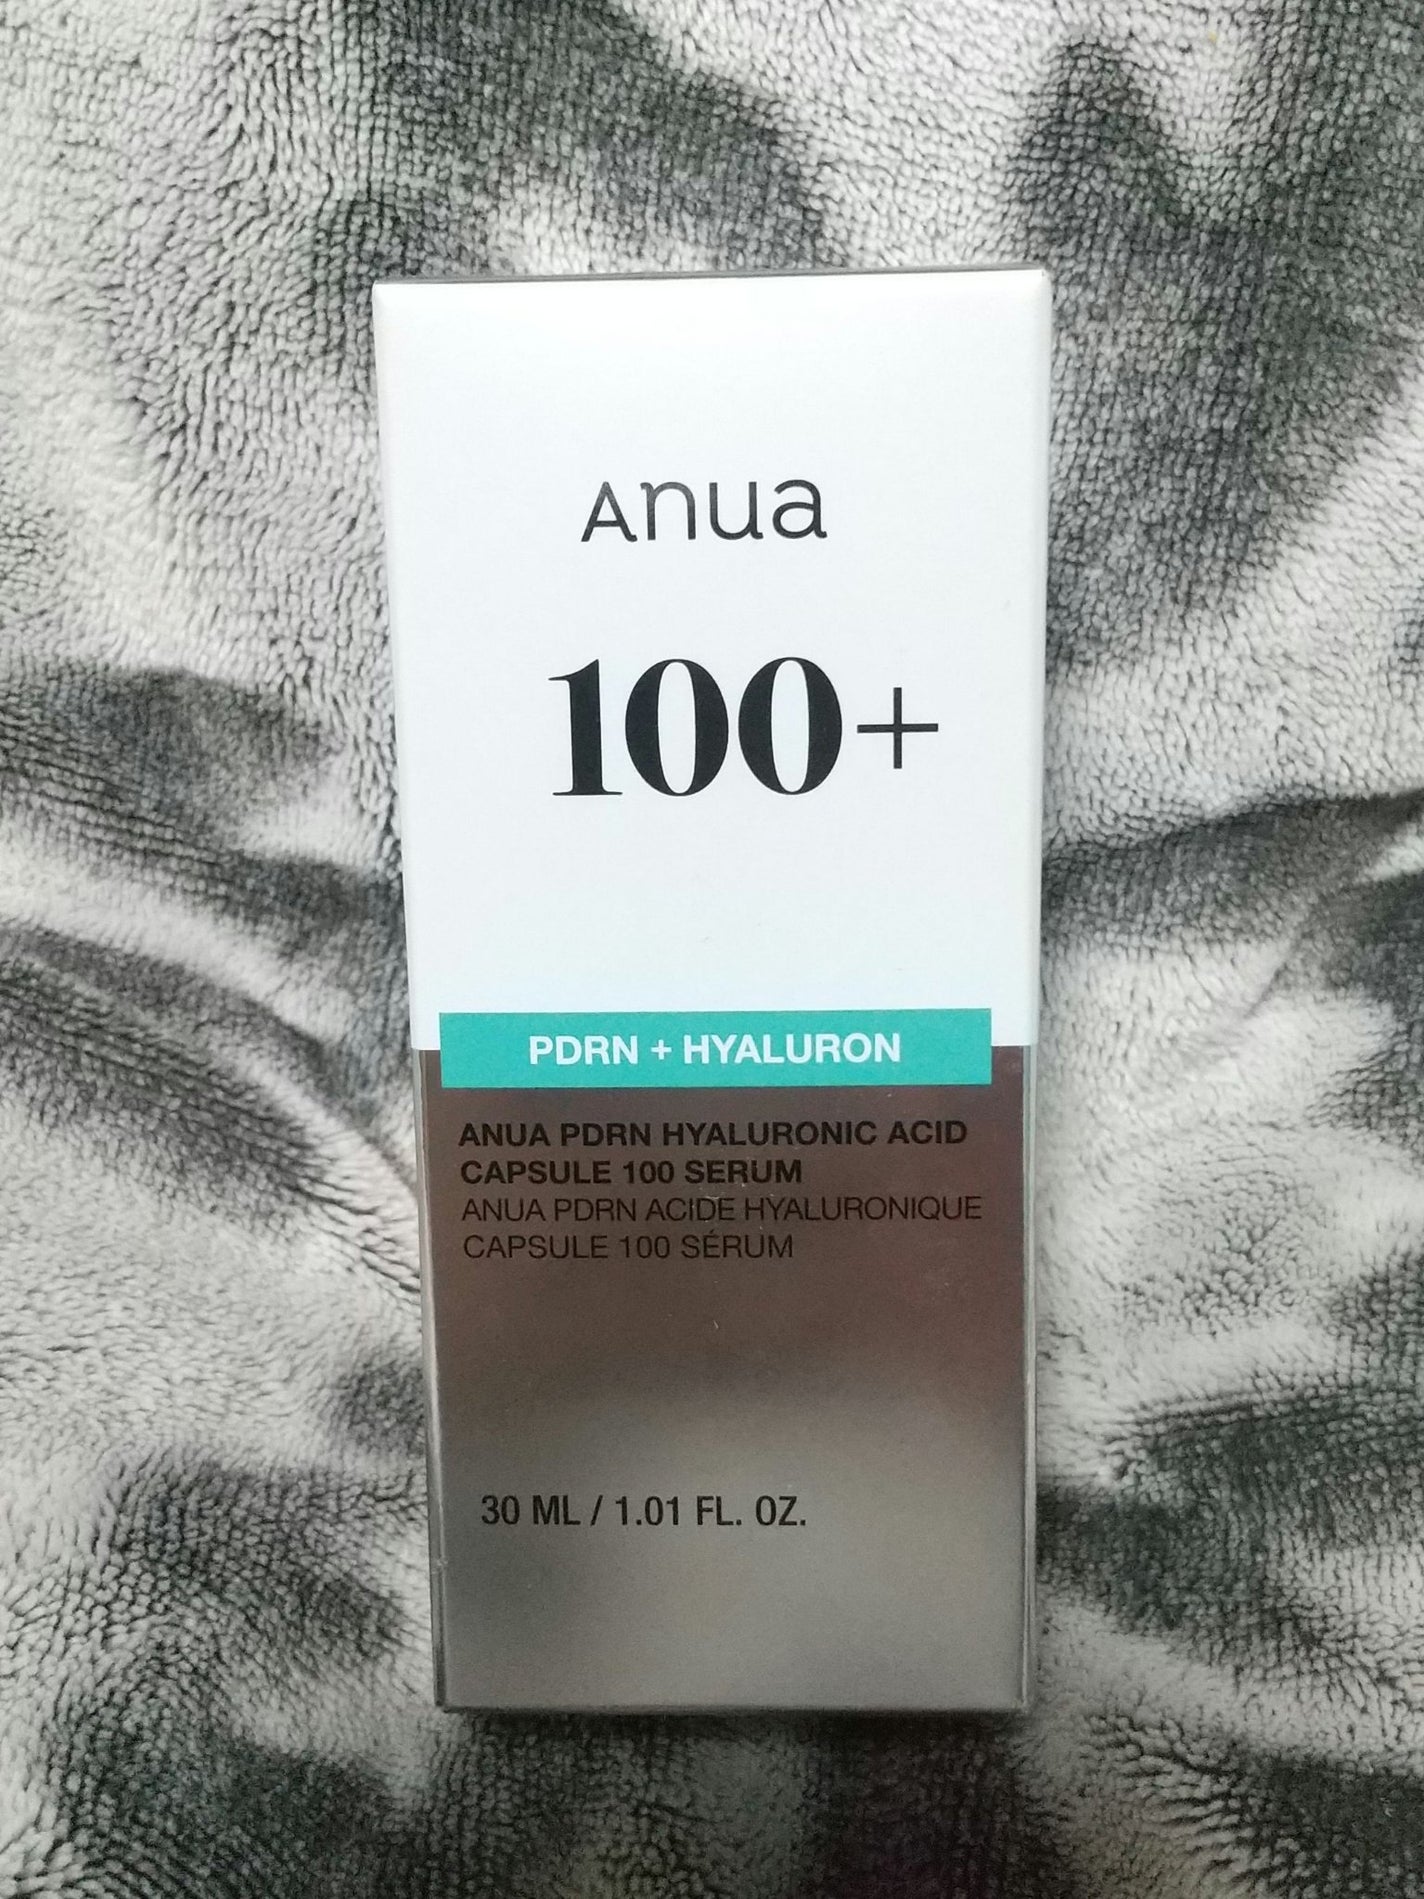 Anua
100+
PDRN + HYALURON
ANUA PDRN HYALURONIC ACID
CAPSULE 100 SERUM
ANUA PDRN ACIDE HYALURONIQUE
CAPSULE 100 SÉRUM
30 ML / 1.01 FL. OZ.